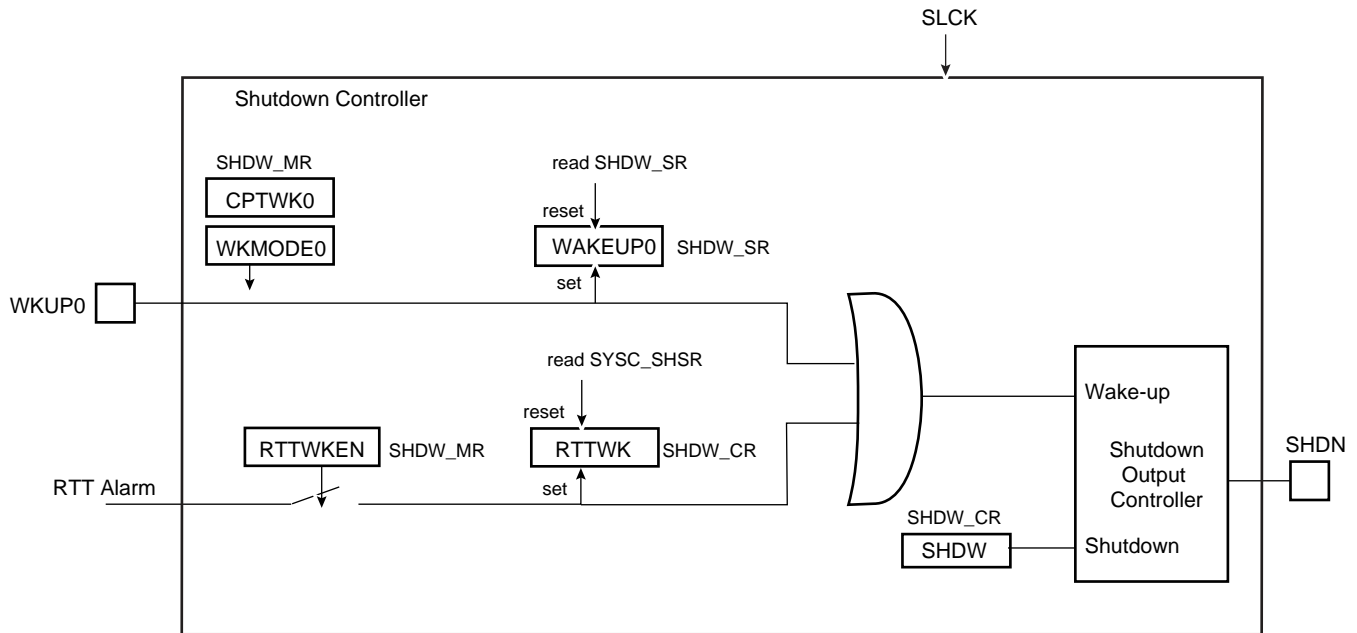 SLCK
Shutdown Controller
SHDW_MR
CPTWK0
WKMODE0
read SHDW_SR
reset
WAKEUP0
SHDW_SR
set
WKUP0
read SYSC_SHSR
reset
RTTWKEN
SHDW_MR
RTTWK
SHDW_CR
set
RTT Alarm
Wake-up
Shutdown
Output
Controller
SHDN
SHDW_CR
SHDW
Shutdown